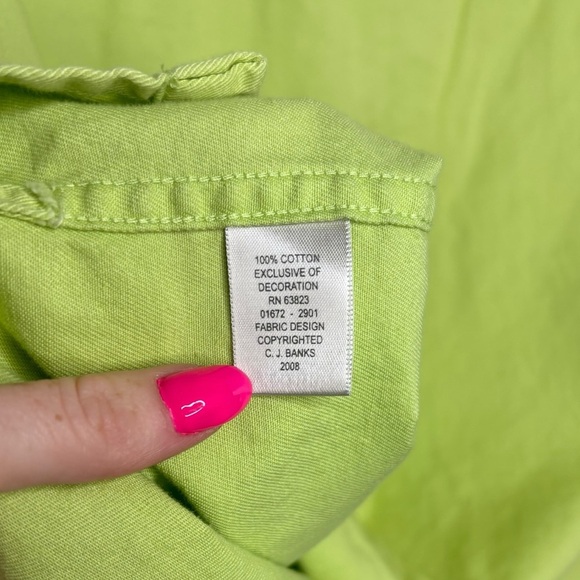 100% COTTON
EXCLUSIVE OF
DECORATION
RN 63823
01672 - 2901
FABRIC DESIGN
COPYRIGHTED
C. J. BANKS
2008